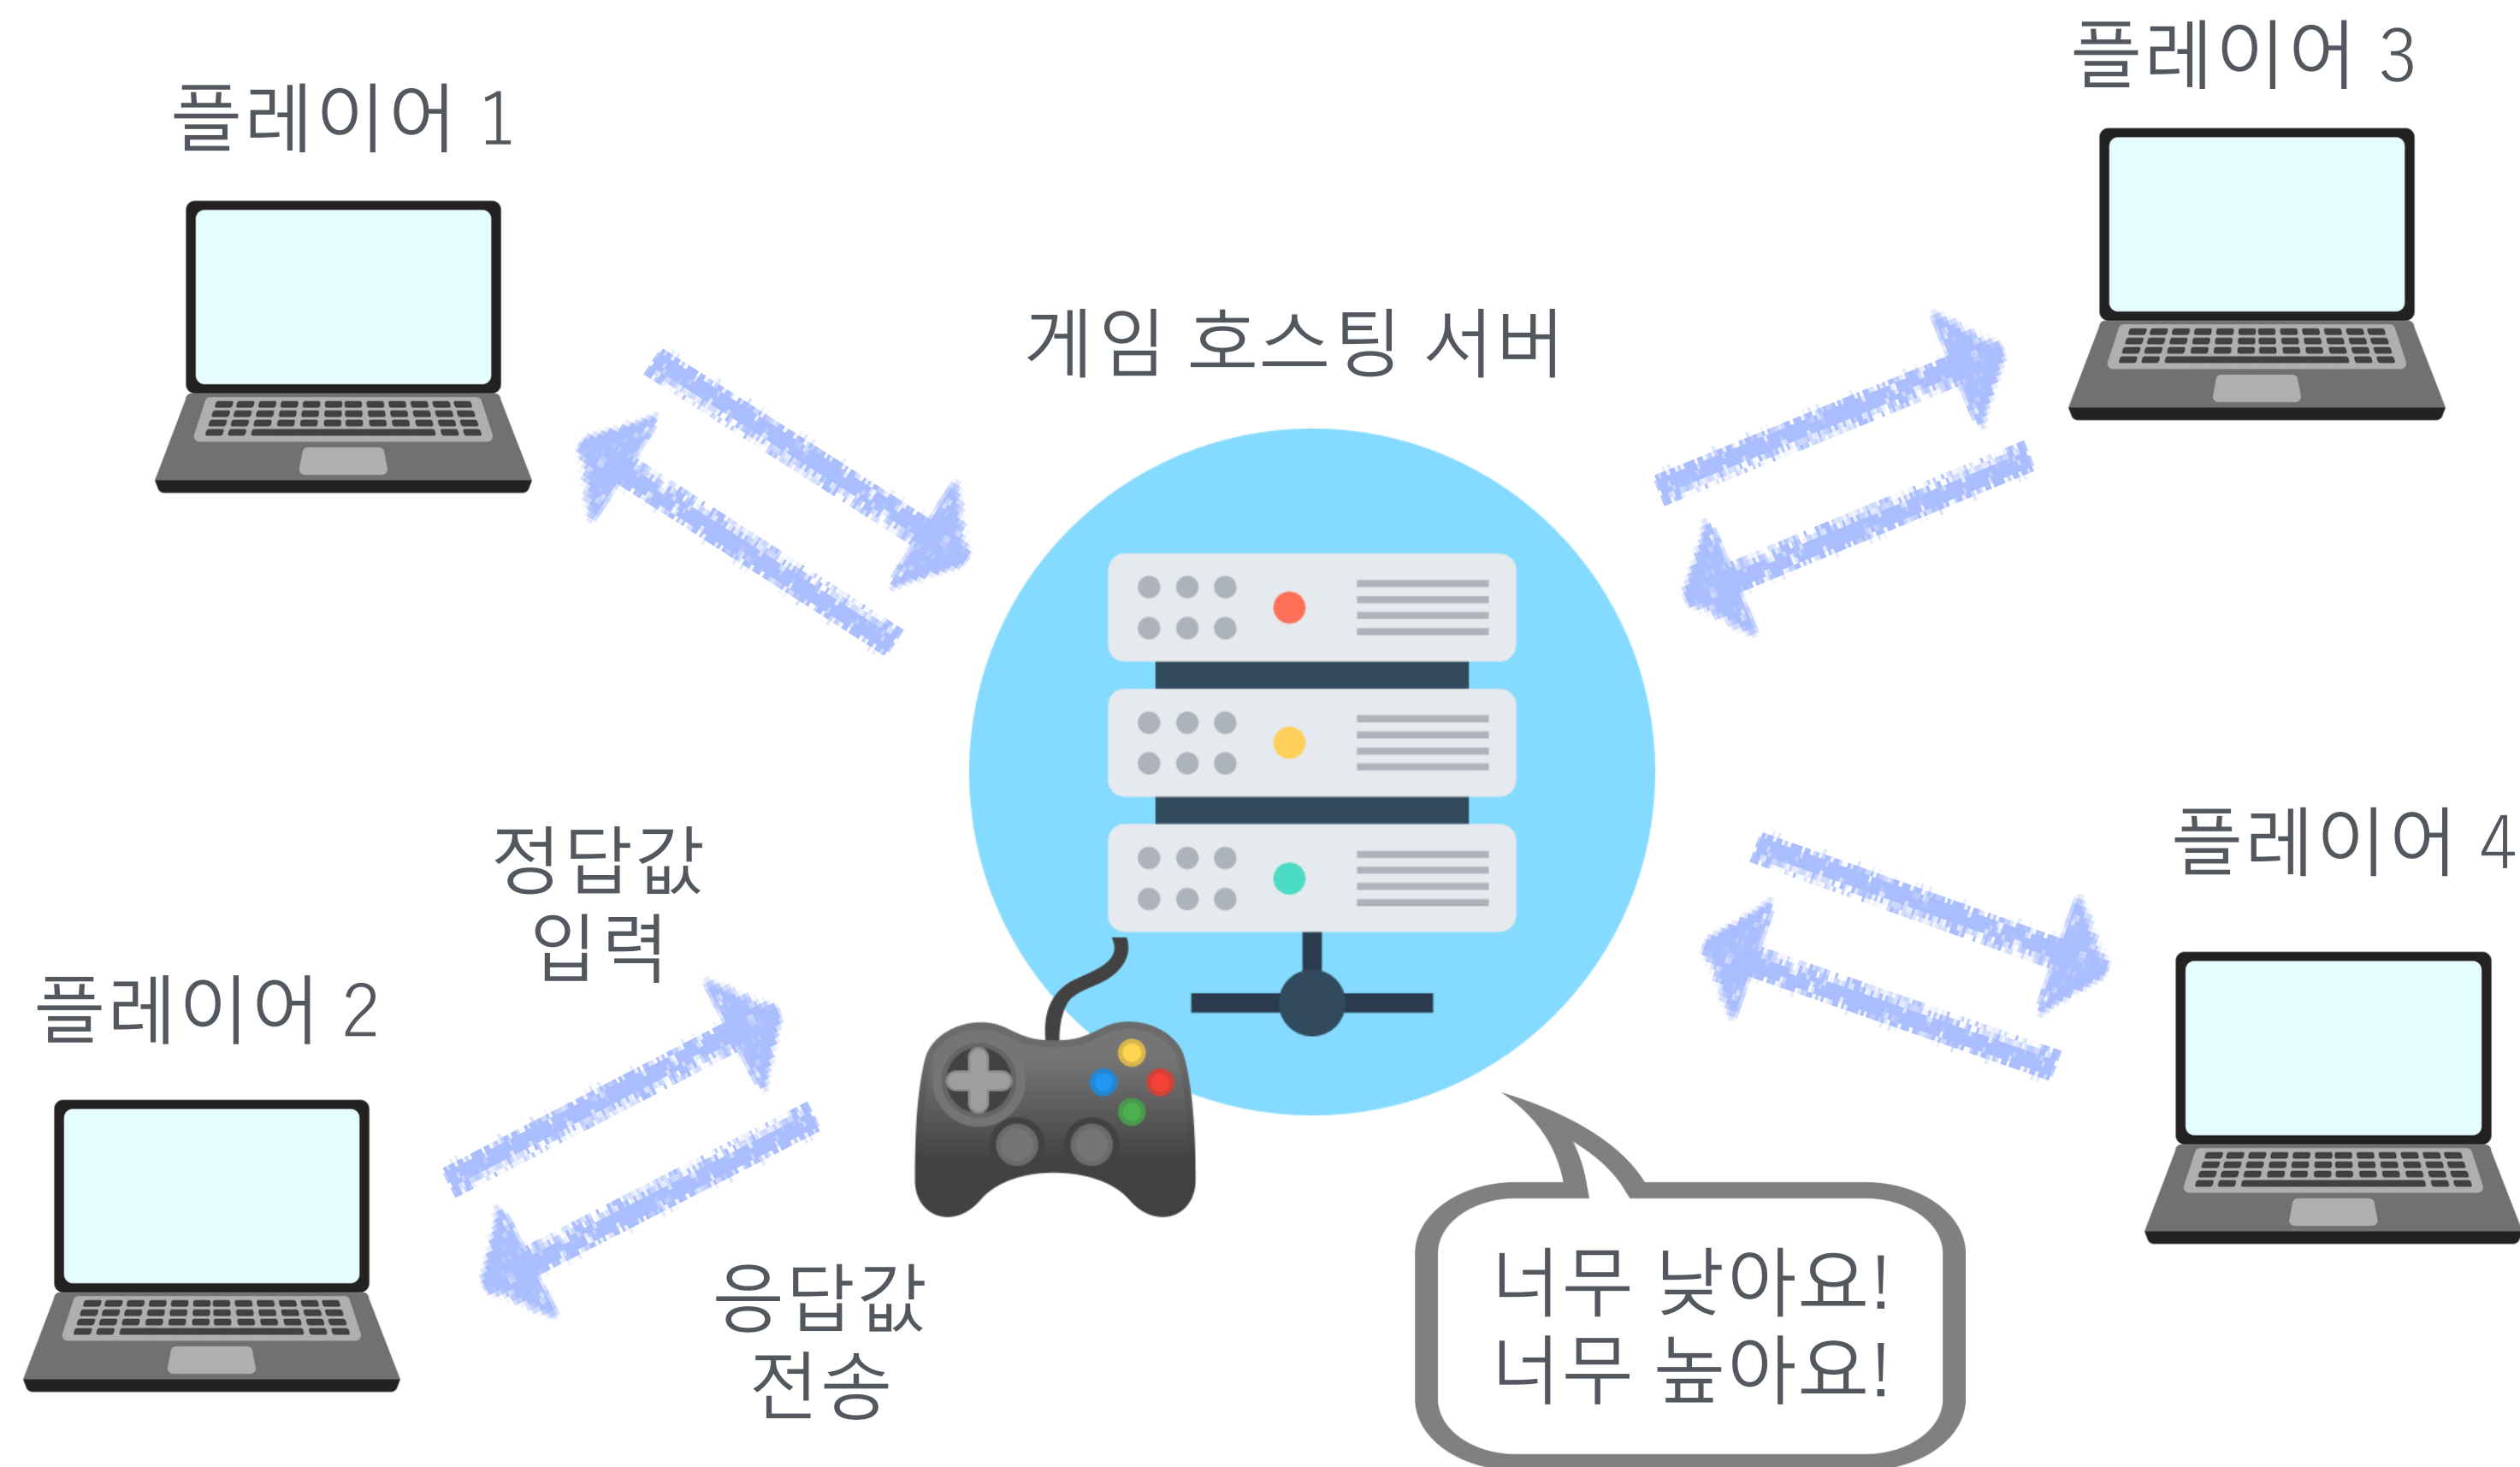 플레이어 1
플레이어 3
게임 호스팅 서버
정답값
입력
플레이어 2
플레이어 4
응답값
전송
너무 낮아요!
너무 높아요!